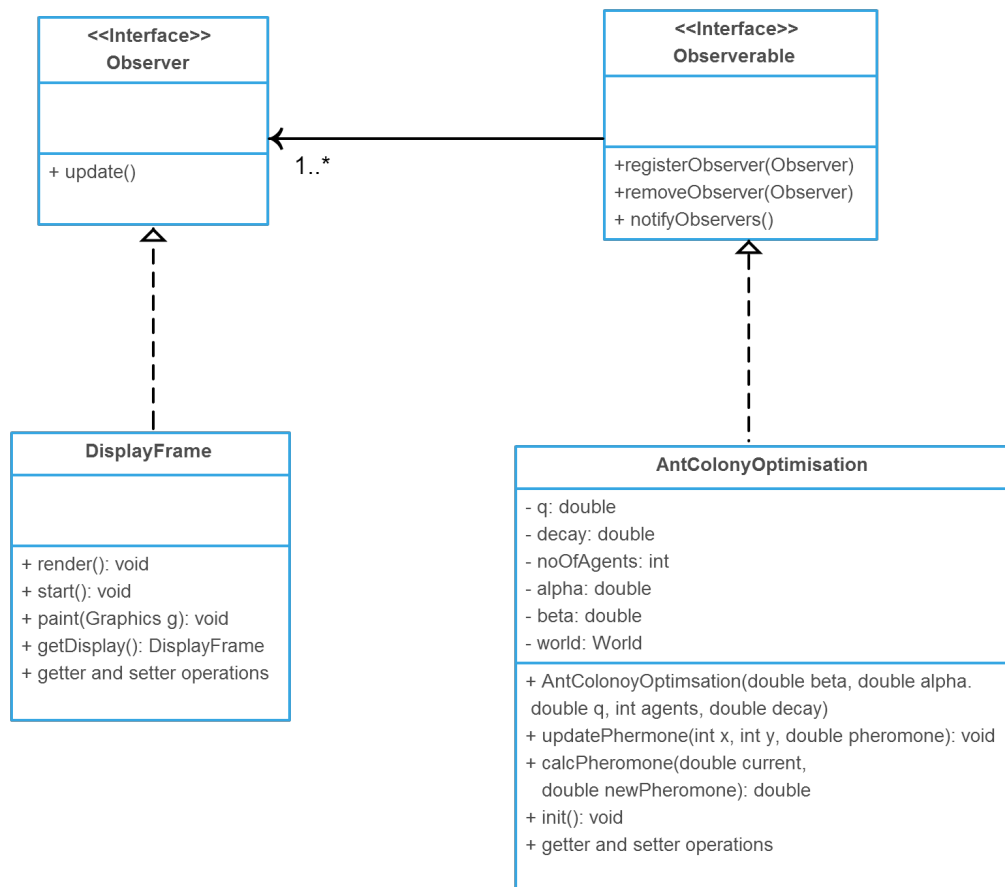 <<Interface>>
Observer
+ update()
1..*
<<Interface>>
Observerable
+registerObserver(Observer)
+removeObserver(Observer)
+ notifyObservers()
DisplayFrame
+ render(): void
+ start(): void
+ paint(Graphics g): void
+ getDisplay(): DisplayFrame
+ getter and setter operations
AntColonyOptimisation
- q: double
- decay: double
- noOfAgents: int
- alpha: double
- beta: double
- world: World
+ AntColonoyOptimsation(double beta, double alpha.
double q, int agents, double decay)
+ updatePhermone(int x, int y, double pheromone): void
+ calcPheromone(double current,
double newPheromone): double
+ init(): void
+ getter and setter operations